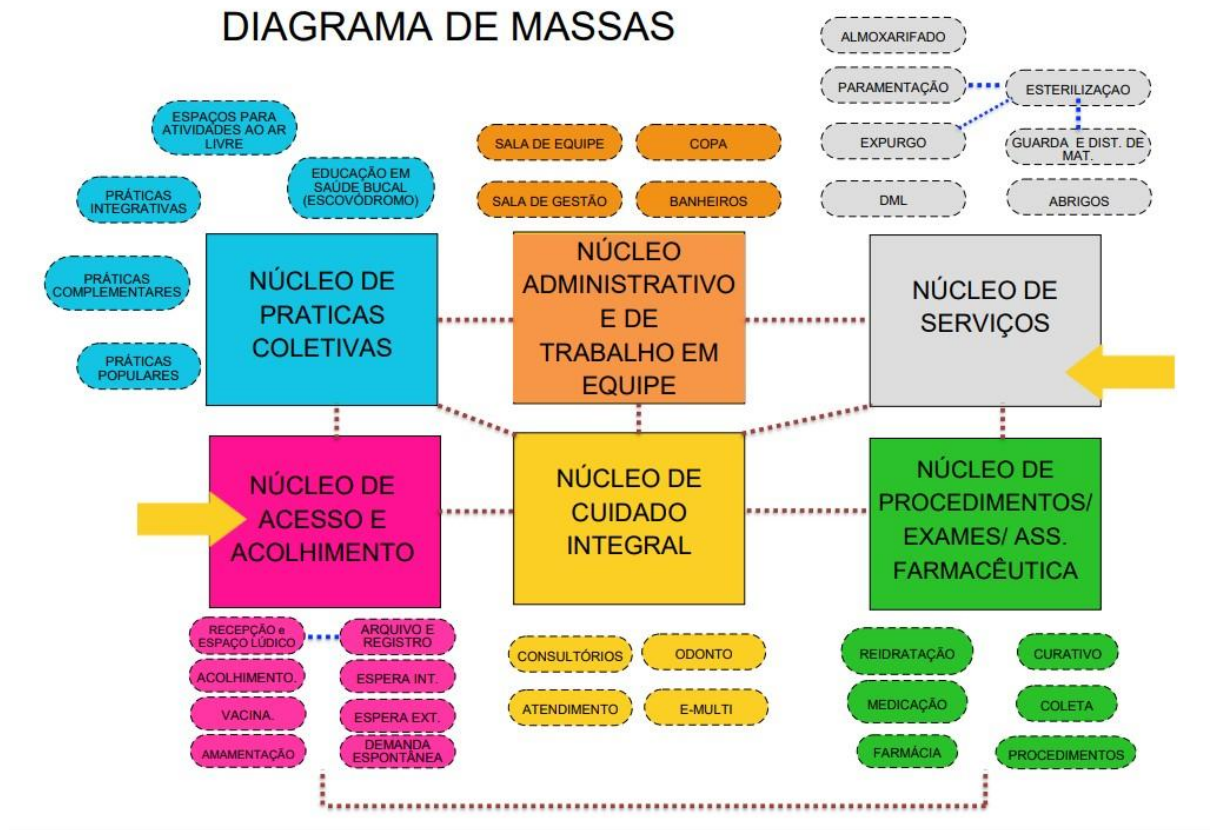 DIAGRAMA DE MASSAS
ALMOXARIFADO
PARAMENTAÇÃO
ESTERILIZAÇAO
EXPURGO
GUARDA E DIST. DE
MAT.
DML
ABRIGOS
ESPAÇOS PARA
ATIVIDADES AO AR
LIVRE
EDUCAÇÃO EM
SAÚDE BUCAL
(ESCOVÓDROMO)
PRÁTICAS
INTEGRATIVAS
PRÁTICAS
COMPLEMENTARES
PRÁTICAS
POPULARES
SALA DE EQUIPE
COPA
SALA DE GESTÃO
BANHEIROS
NÚCLEO DE
PRATICAS
COLETIVAS
NÚCLEO
ADMINISTRATIVO
E DE
TRABALHO EM
EQUIPE
NÚCLEO DE
SERVIÇOS
NÚCLEO DE
ACESSO E
ACOLHIMENTO
NÚCLEO DE
CUIDADO
INTEGRAL
NÚCLEO DE
PROCEDIMENTOS/
EXAMES/ ASS.
FARMACÊUTICA
RECEPÇÃO e
ESPAÇO LÚDICO
ARQUIVO E
REGISTRO
ACOLHIMENTO.
ESPERA INT.
VACINA.
ESPERA EXT.
AMAMENTAÇÃO
DEMANDA
ESPONTÂNEA
CONSULTÓRIOS
ODONTO
ATENDIMENTO
E-MULTI
REIDRATAÇÃO
CURATIVO
MEDICAÇÃO
COLETA
FARMÁCIA
PROCEDIMENTOS